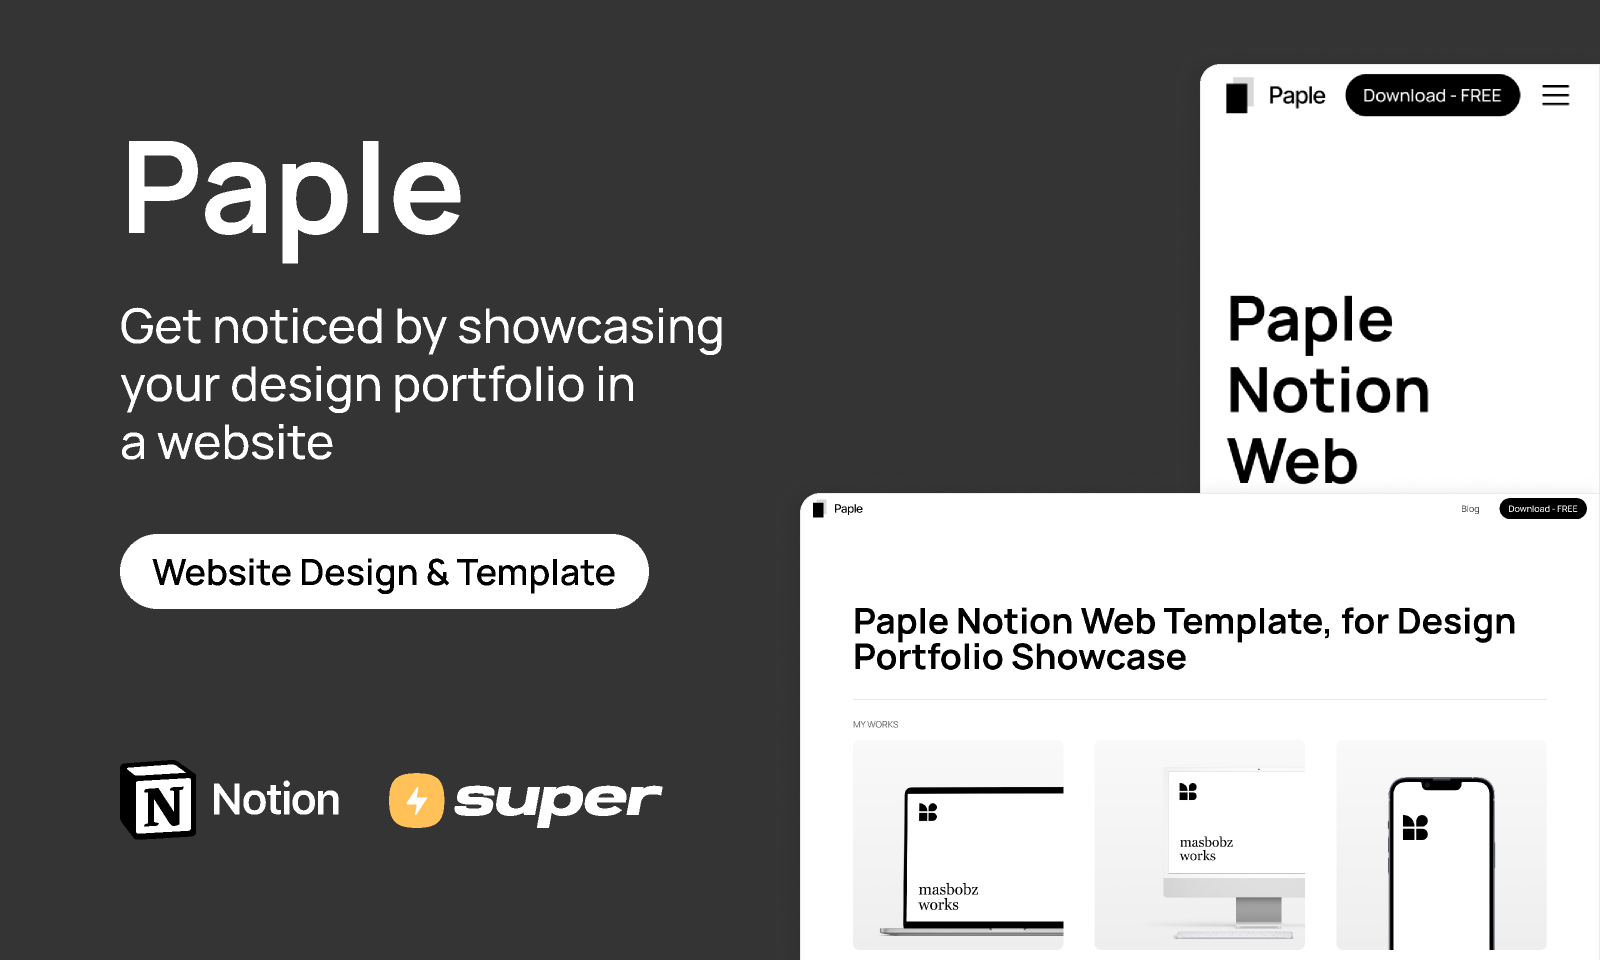 Paple
Get noticed by showcasing
your design portfolio in
a website
Website Design & Template
N Notion
super
Paple
Download - FREE
Paple
Notion
Web
Paple
Blog
Download - FREE
Paple Notion Web Template, for Design
Portfolio Showcase
MY WORKS
masbobz
works
masbobz
works